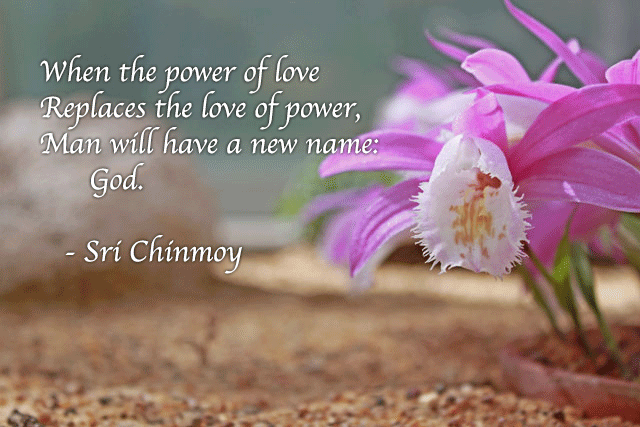 When the power of love
Replaces the love of power,
Man will have a new name:
God.
- Sri Chinmoy